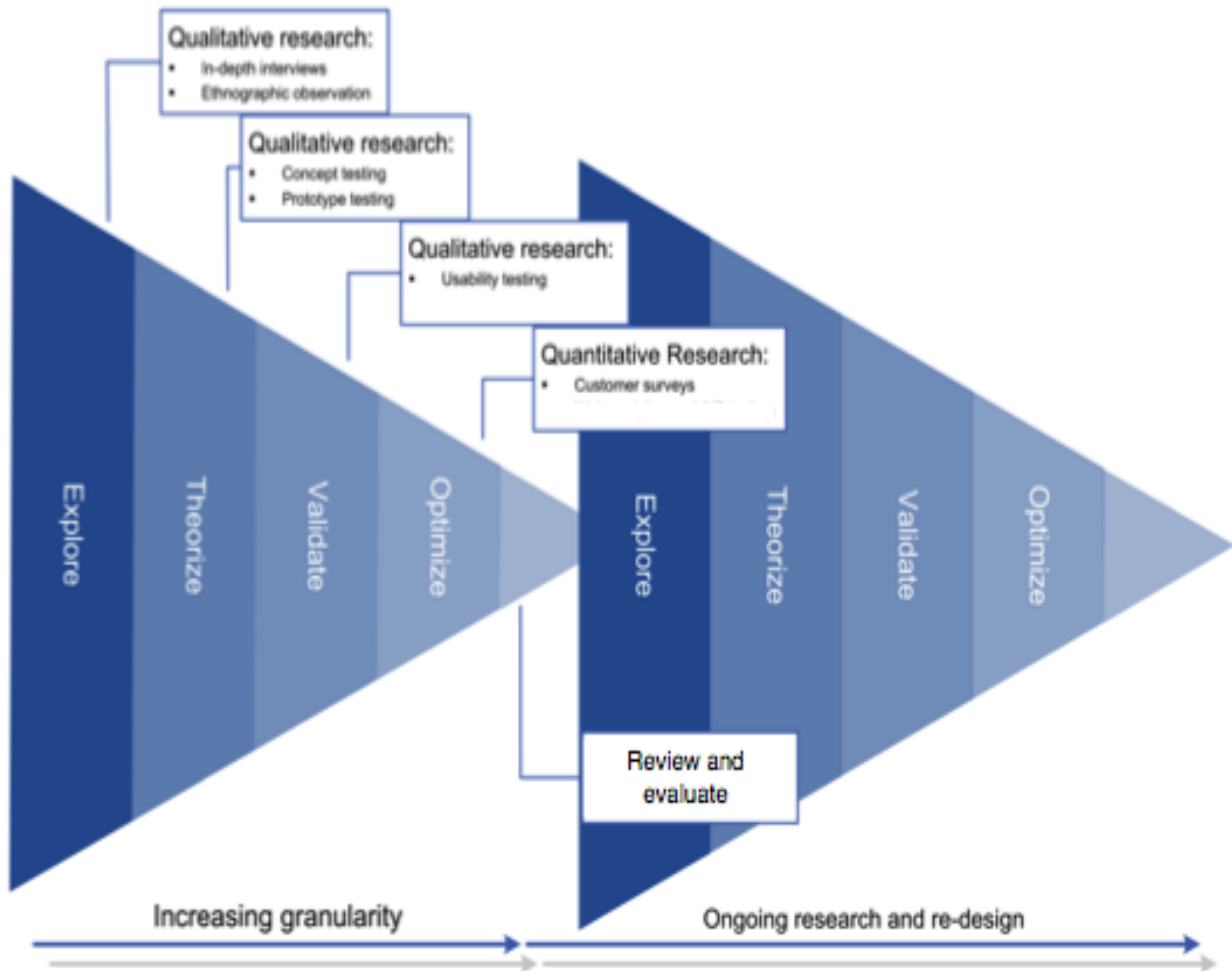 Qualitative research:
▪ In-depth interviews
▪ Ethnographic observation
Qualitative research:
▪ Concept testing
▪ Prototype testing
Qualitative research:
▪ Usability testing
Quantitative Research:
▪ Customer surveys
Explore
Theorize
Validate
Optimize
Explore
Theorize
Validate
Optimize
Review and
evaluate
Increasing granularity
Ongoing research and re-design